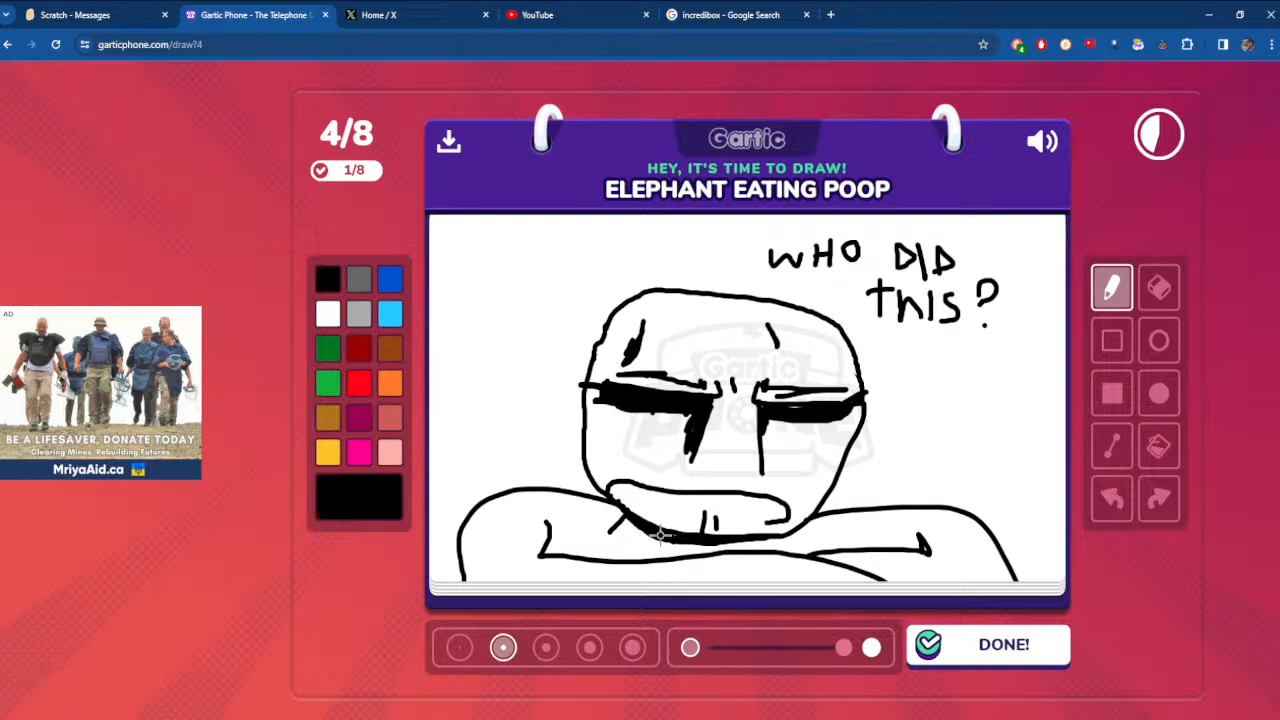 Scratch - Messages
Gartic Phone - The Telephone G
Home / X
YouTube
incredibox - Google Search
garticphone.com/draw?4
4
4/8
1/8
Gartic
HEY, IT'S TIME TO DRAW!
ELEPHANT EATING POOP
WHO DID
THIS?
Gartic
AD
BE A LIFESAVER, DONATE TODAY
Clearing Mines. Rebuilding Futures
MriyaAid.ca
DONE!